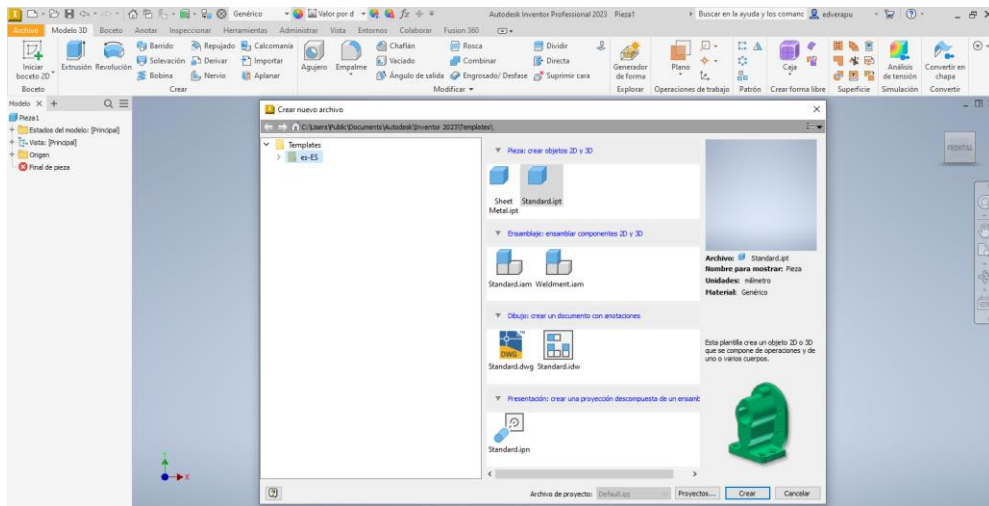 Genérico
Valor por d
Autodesk Inventor Professional 2023 Pieza1
Buscar en la ayuda y los comanc
edverapu
Archivo Modelo 3D Boceto Anotar Inspeccionar Herramientas Administrar Vista Entornos Colaborar Fusion 360
Iniciar boceto 2D
Extrusión
Revolución
Barrido
Solevación
Bobina
Repujado
Derivar
Nervio
Calcomanía
Importar
Aplanar
Agujero
Empalme
Chaflán
Vaciado
Ángulo de salida
Rosca
Combinar
Engrosado/ Desfase
Dividir
Directa
Suprimir cara
Generador de forma
Plano
Caja
Análisis de tensión
Convertir en chapa
Boceto
Crear
Modificar
Explorar
Operaciones de trabajo
Patrón
Crear forma libre
Superficie
Simulación
Convertir
Modelo
Pieza1
Estados del modelo: [Principal]
Vista: [Principal]
Origen
Final de pieza
FRONTAL
Crear nuevo archivo
C:\Users\Public\Documents\Autodesk\Inventor 2023\Templates\
Templates
es-ES
Pieza: crear objetos 2D y 3D
Sheet Metal.ipt
Standard.ipt
Ensamblaje: ensamblar componentes 2D y 3D
Standard.iam
Weldment.iam
Dibujo: crear un documento con anotaciones
DWG
Standard.dwg
Standard.idw
Presentación: crear una proyección descompuesta de un ensamb
Standard.ipn
Archivo: Standard.ipt
Nombre para mostrar: Pieza
Unidades: milímetro
Material: Genérico
Esta plantilla crea un objeto 2D o 3D
que se compone de operaciones y de
uno o varios cuerpos.
Archivo de proyecto: Default.ipj
Proyectos...
Crear
Cancelar
Y
X